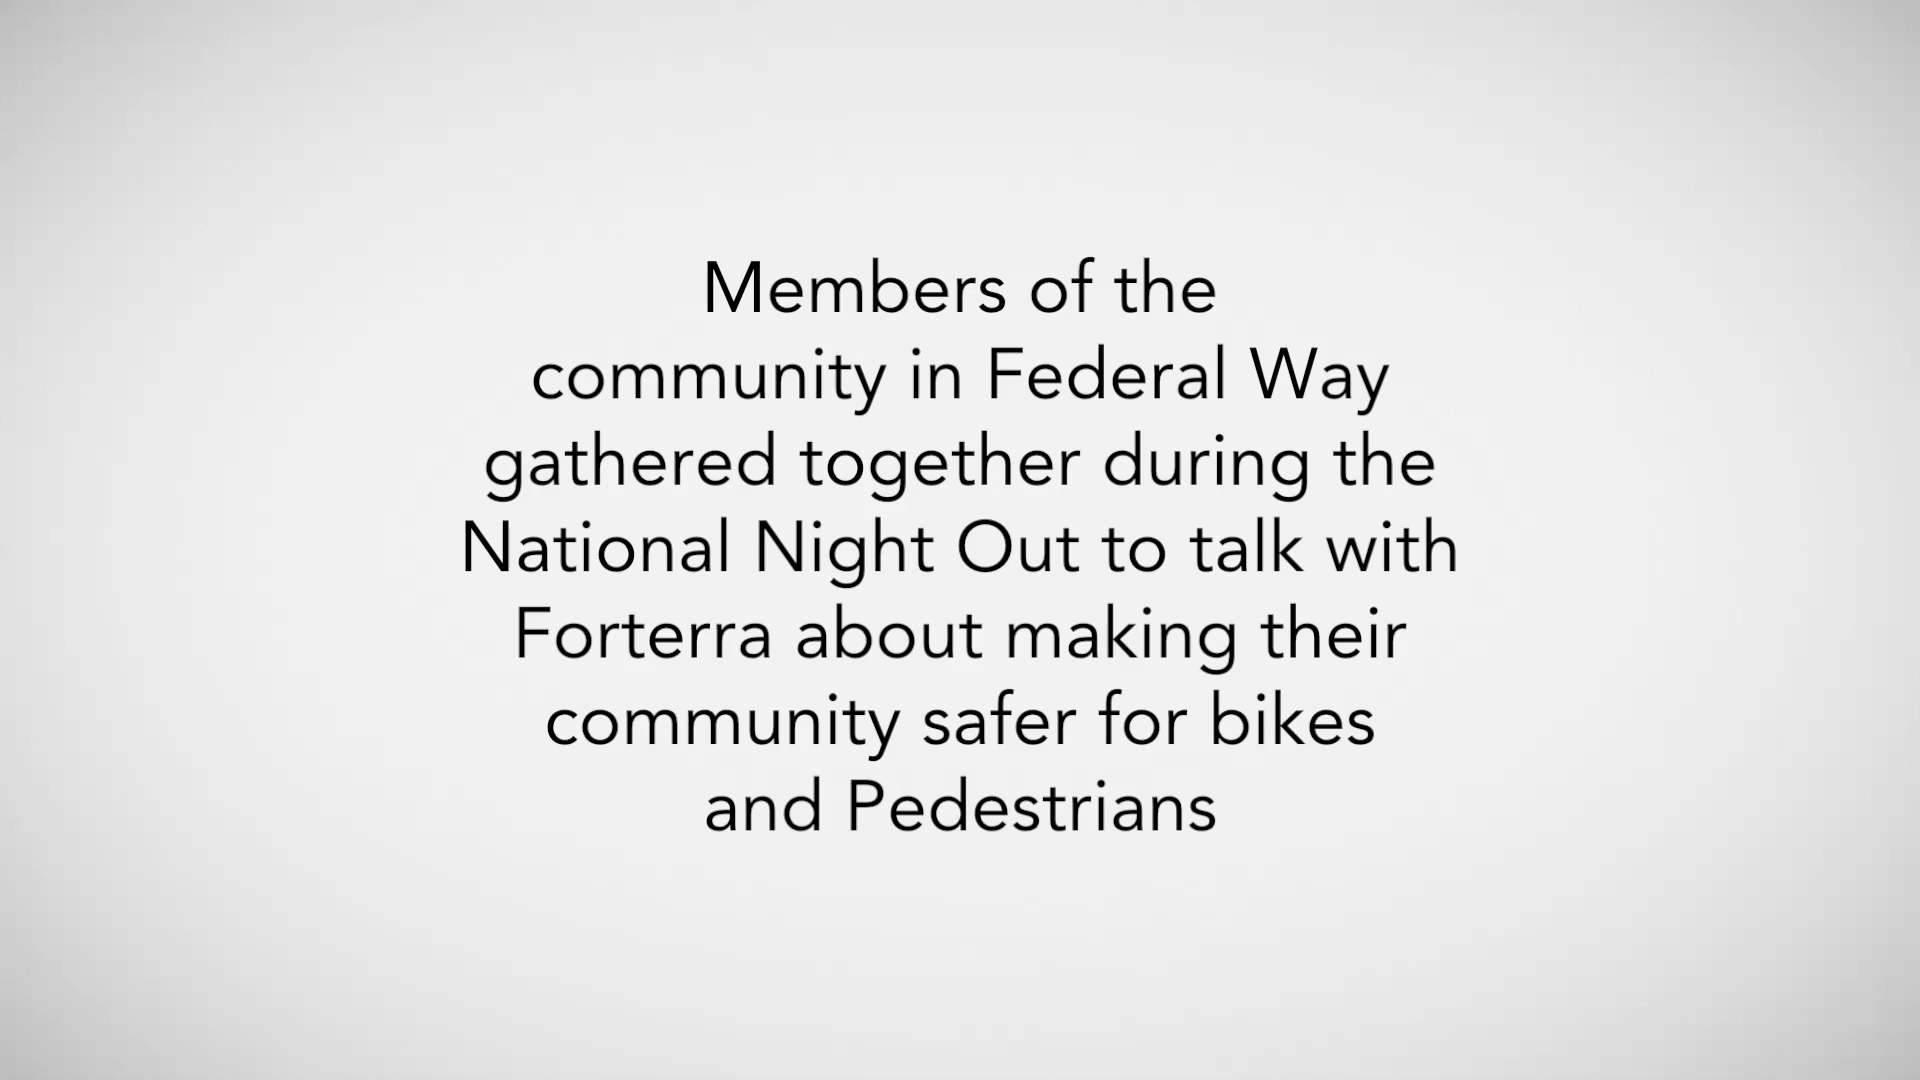 Members of the
community in Federal Way
gathered together during the
National Night Out to talk with
Forterra about making their
community safer for bikes
and Pedestrians